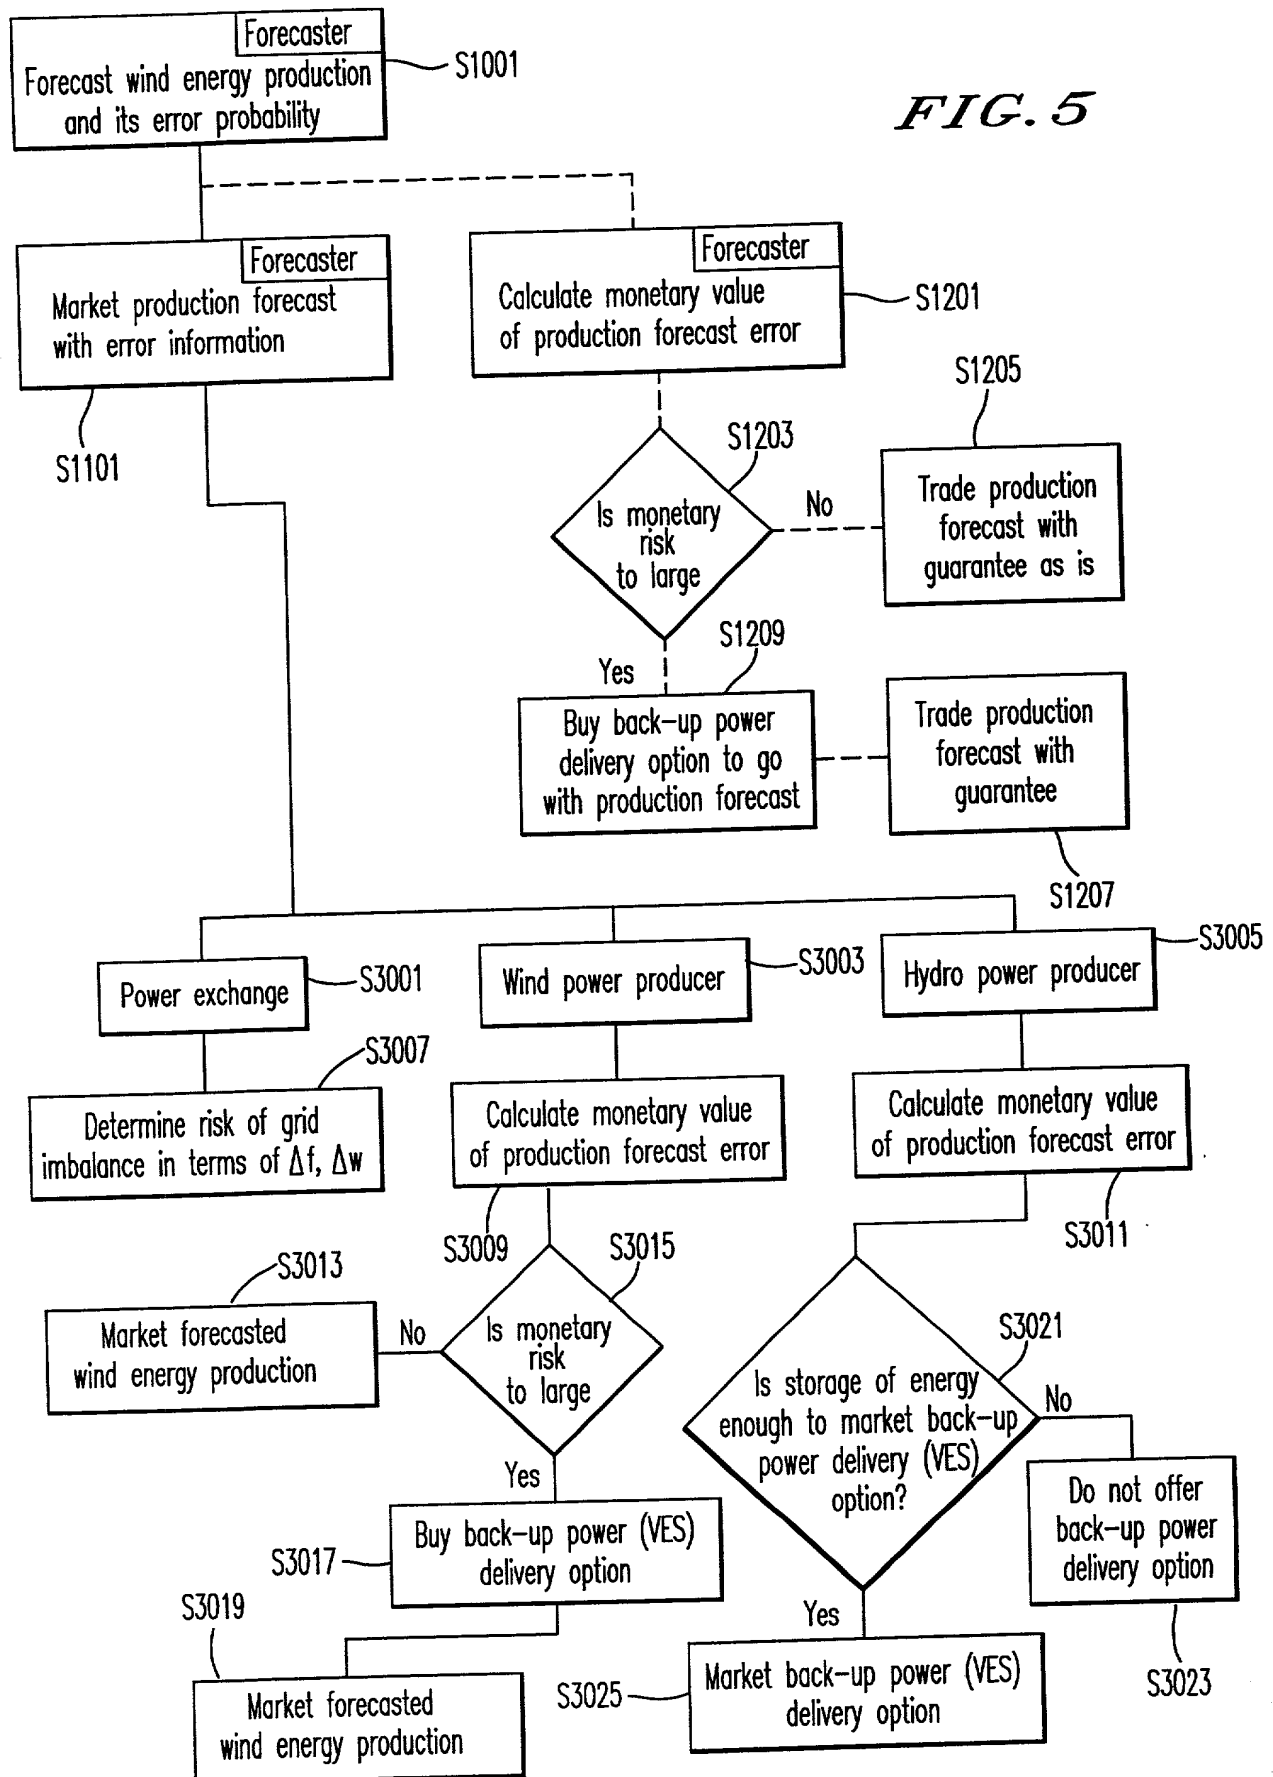 FIG. 5
Forecaster
Forecast wind energy production
and its error probability
S1001
Forecaster
Market production forecast
with error information
S1101
Forecaster
Calculate monetary value
of production forecast error
S1201
S1203
Is monetary
risk
to large
No
S1205
Trade production
forecast with
guarantee as is
Yes
S1209
Buy back-up power
delivery option to go
with production forecast
Trade production
forecast with
guarantee
S1207
Power exchange
S3001
Wind power producer
S3003
Hydro power producer
S3005
S3007
Determine risk of grid
imbalance in terms of Δf, Δw
Calculate monetary value
of production forecast error
S3009
Calculate monetary value
of production forecast error
S3011
S3013
Market forecasted
wind energy production
No
S3015
Is monetary
risk
to large
Yes
S3017
Buy back-up power (VES)
delivery option
S3019
Market forecasted
wind energy production
S3021
Is storage of energy
enough to market back-up
power delivery (VES)
option?
No
Do not offer
back-up power
delivery option
S3023
Yes
S3025
Market back-up power (VES)
delivery option